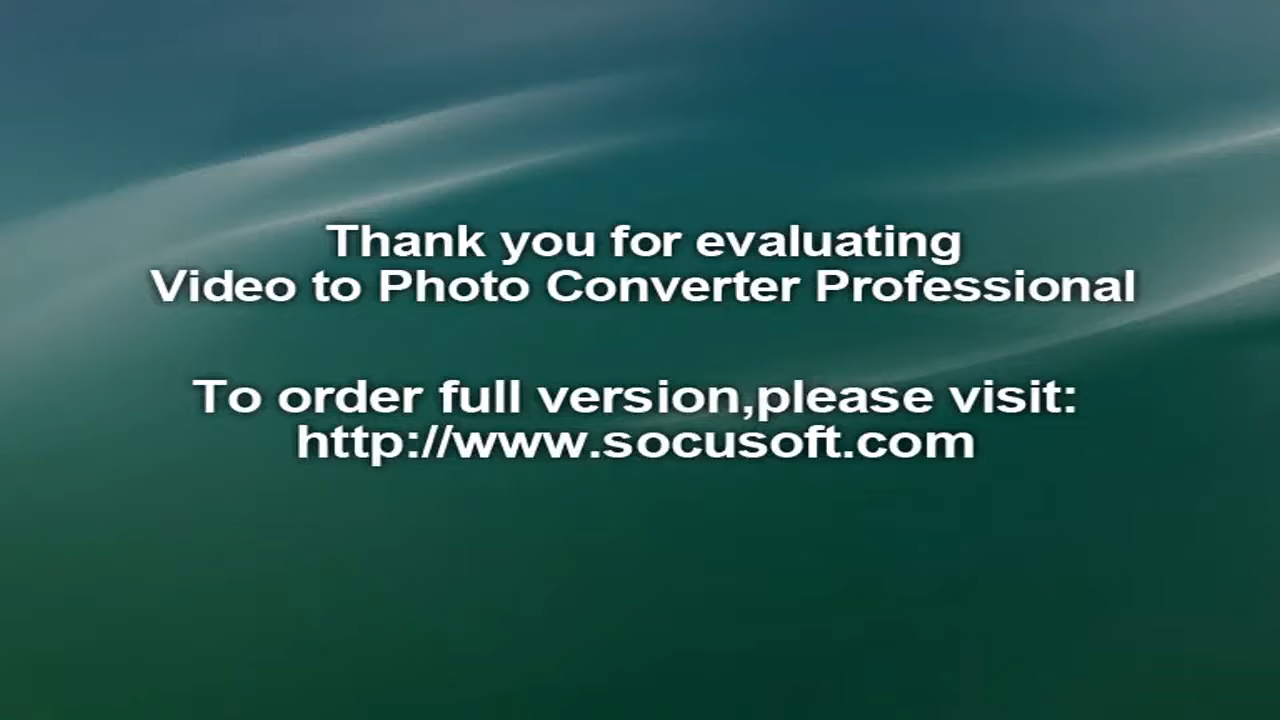 Thank you for evaluating
Video to Photo Converter Professional
To order full version,please visit:
http://www.socusoft.com